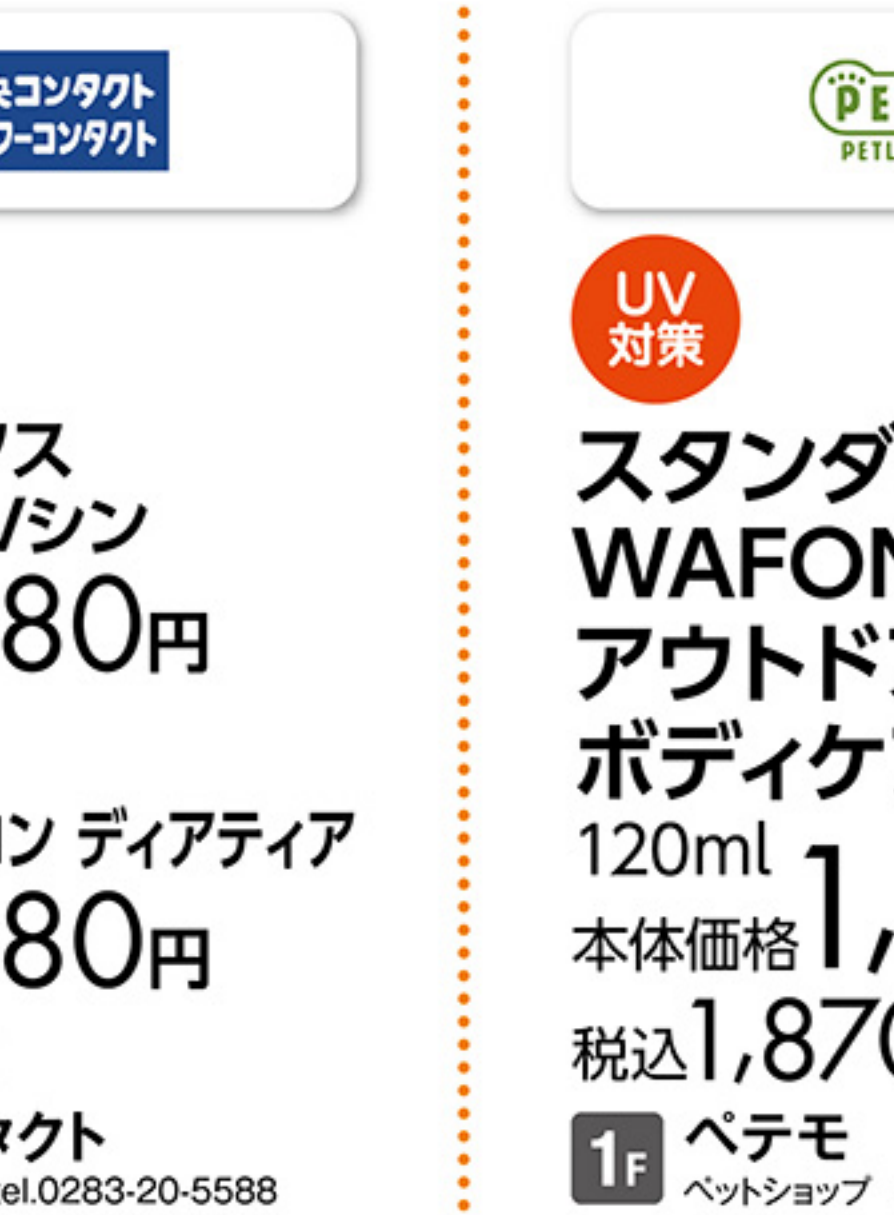 コンタクト
ワーコンタクト
ス
シン
80円
ン ディアティア
80円
タクト
tel.0283-20-5588
PE
PETL
UV
対策
スタンダ
WAFON
アウトド
ボディケ
120ml
本体価格1,
税込1,870
1F
ペテモ
ペットショップ